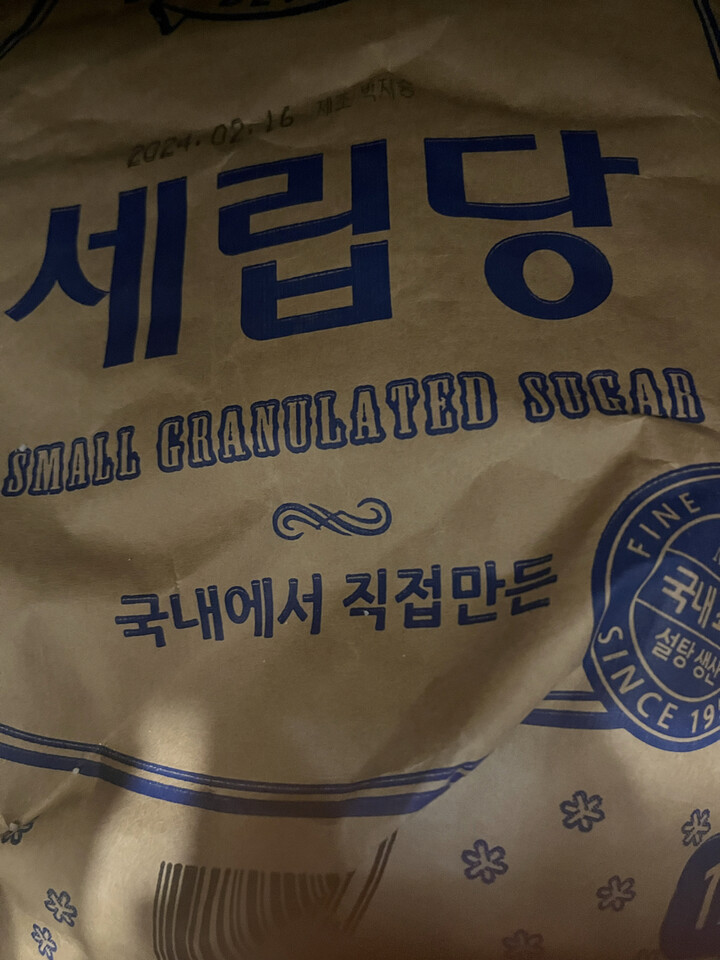 2024.02.16 제조
세립당
SMALL GRANULATED SUGAR
국내에서 직접만든
FINE
국내
설탕 생산
SINCE 19